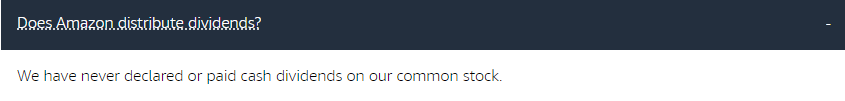 Does Amazon distribute dividends? -
We have never declared or paid cash dividends on our common stock.